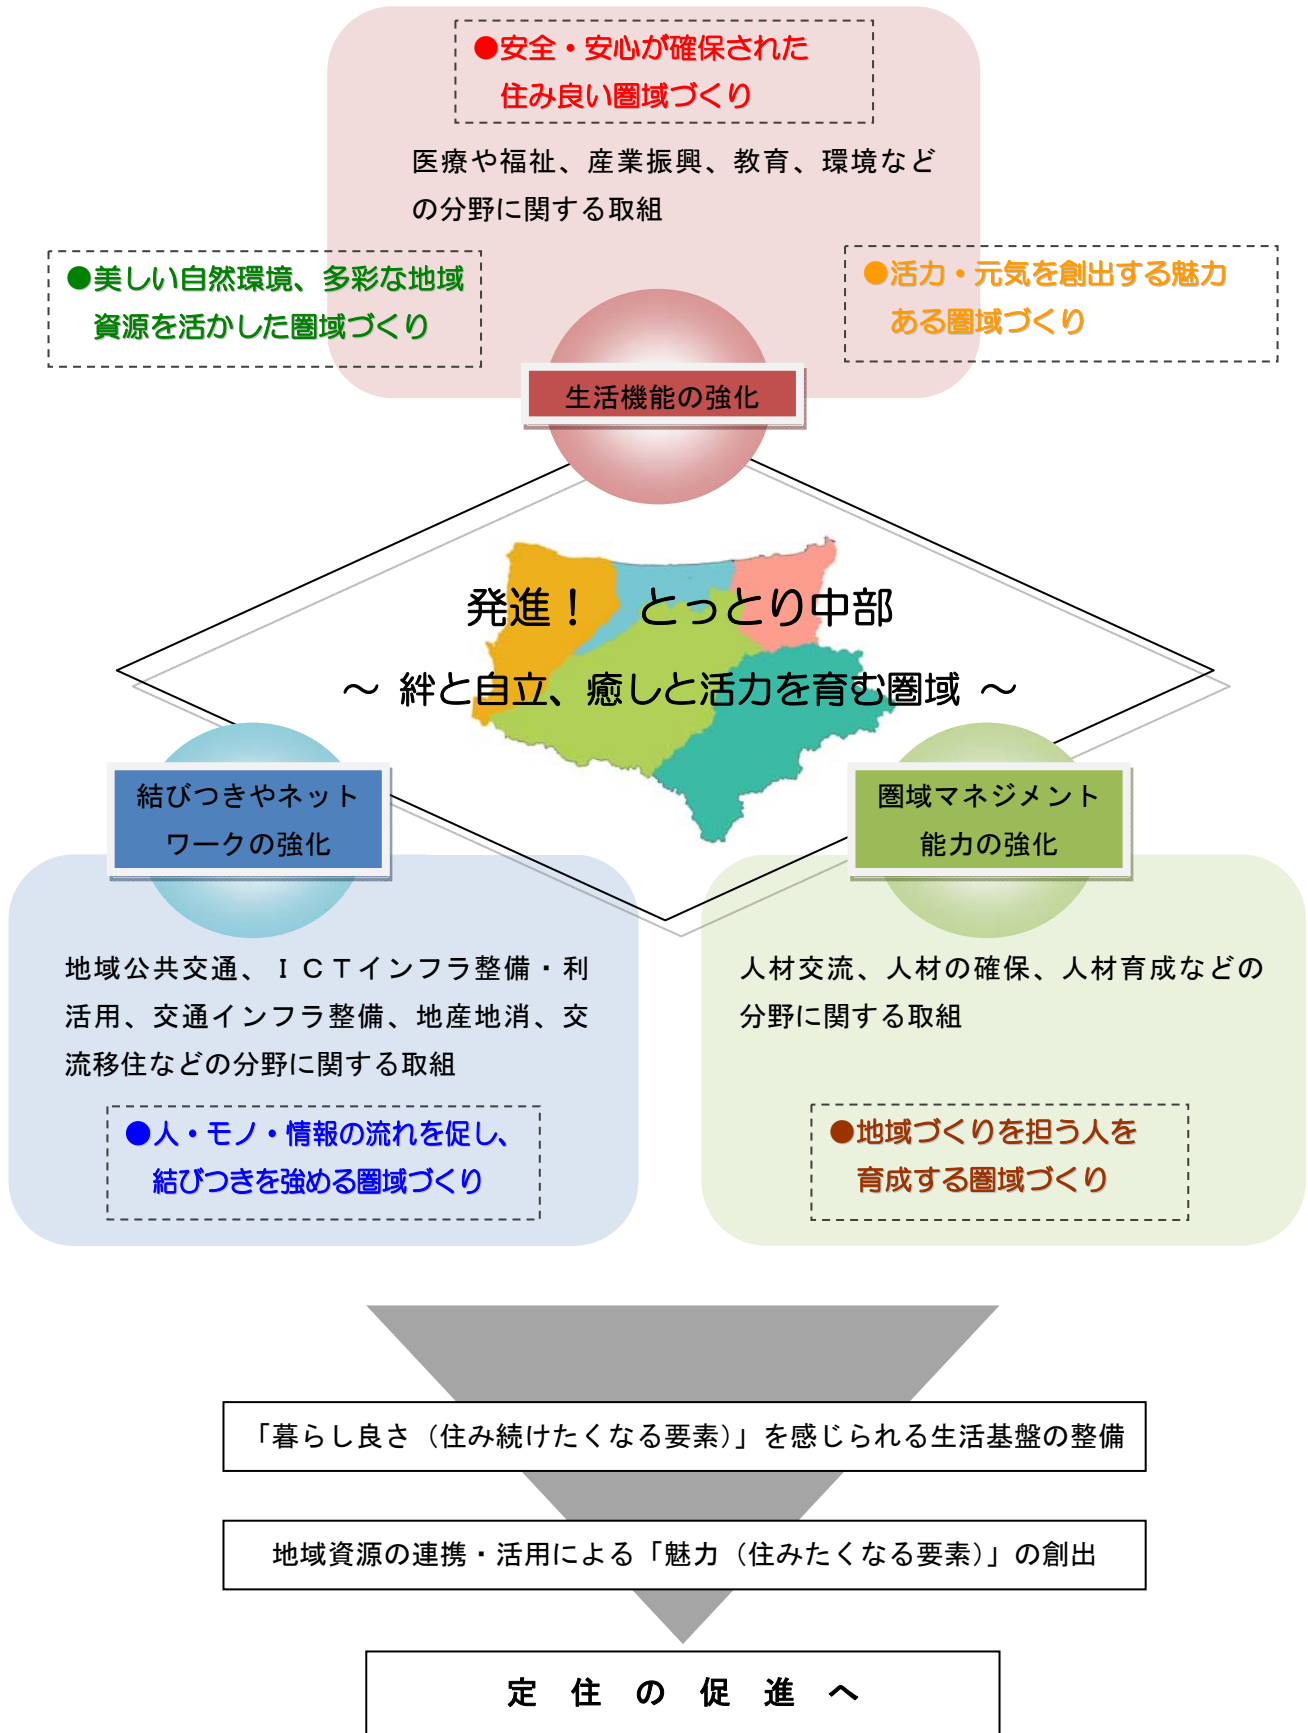 ●安全・安心が確保された
住み良い圏域づくり
医療や福祉、産業振興、教育、環境など
の分野に関する取組
●美しい自然環境、多彩な地域
資源を活かした圏域づくり
●活力・元気を創出する魅力
ある圏域づくり
生活機能の強化
発進！　とっとり中部
～ 絆と自立、癒しと活力を育む圏域 ～
結びつきやネット
ワークの強化
圏域マネジメント
能力の強化
地域公共交通、ＩＣＴインフラ整備・利
活用、交通インフラ整備、地産地消、交
流移住などの分野に関する取組
●人・モノ・情報の流れを促し、
結びつきを強める圏域づくり
人材交流、人材の確保、人材育成などの
分野に関する取組
●地域づくりを担う人を
育成する圏域づくり
「暮らし良さ（住み続けたくなる要素）」を感じられる生活基盤の整備
地域資源の連携・活用による「魅力（住みたくなる要素）」の創出
定　住　の　促　進　へ